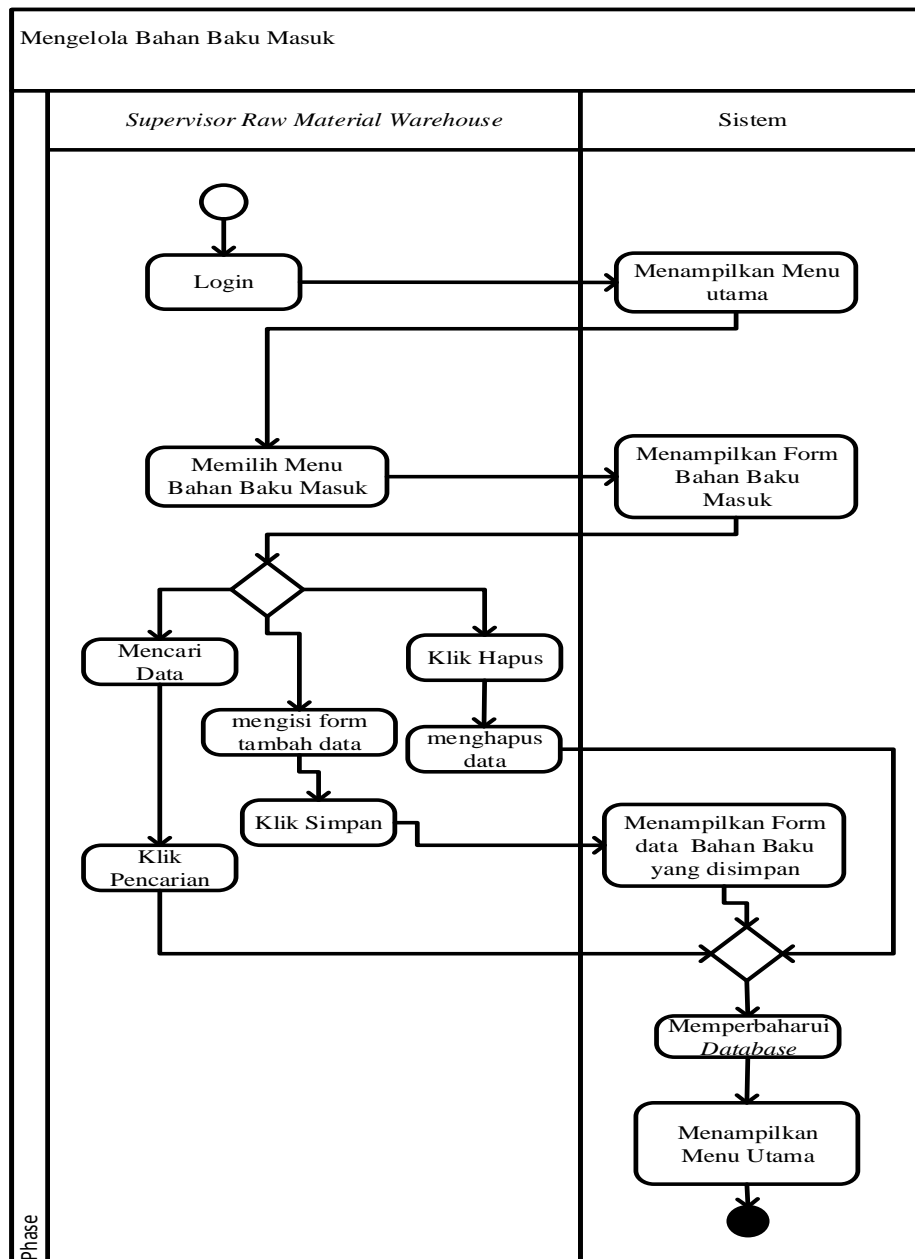 Mengelola Bahan Baku Masuk
Supervisor Raw Material Warehouse
Sistem
Login
Menampilkan Menu
utama
Memilih Menu
Bahan Baku Masuk
Menampilkan Form
Bahan Baku
Masuk
Mencari
Data
Klik Hapus
mengisi form
tambah data
menghapus
data
Klik Simpan
Menampilkan Form
data Bahan Baku
yang disimpan
Klik
Pencarian
Memperbaharui
Database
Menampilkan
Menu Utama
Phase